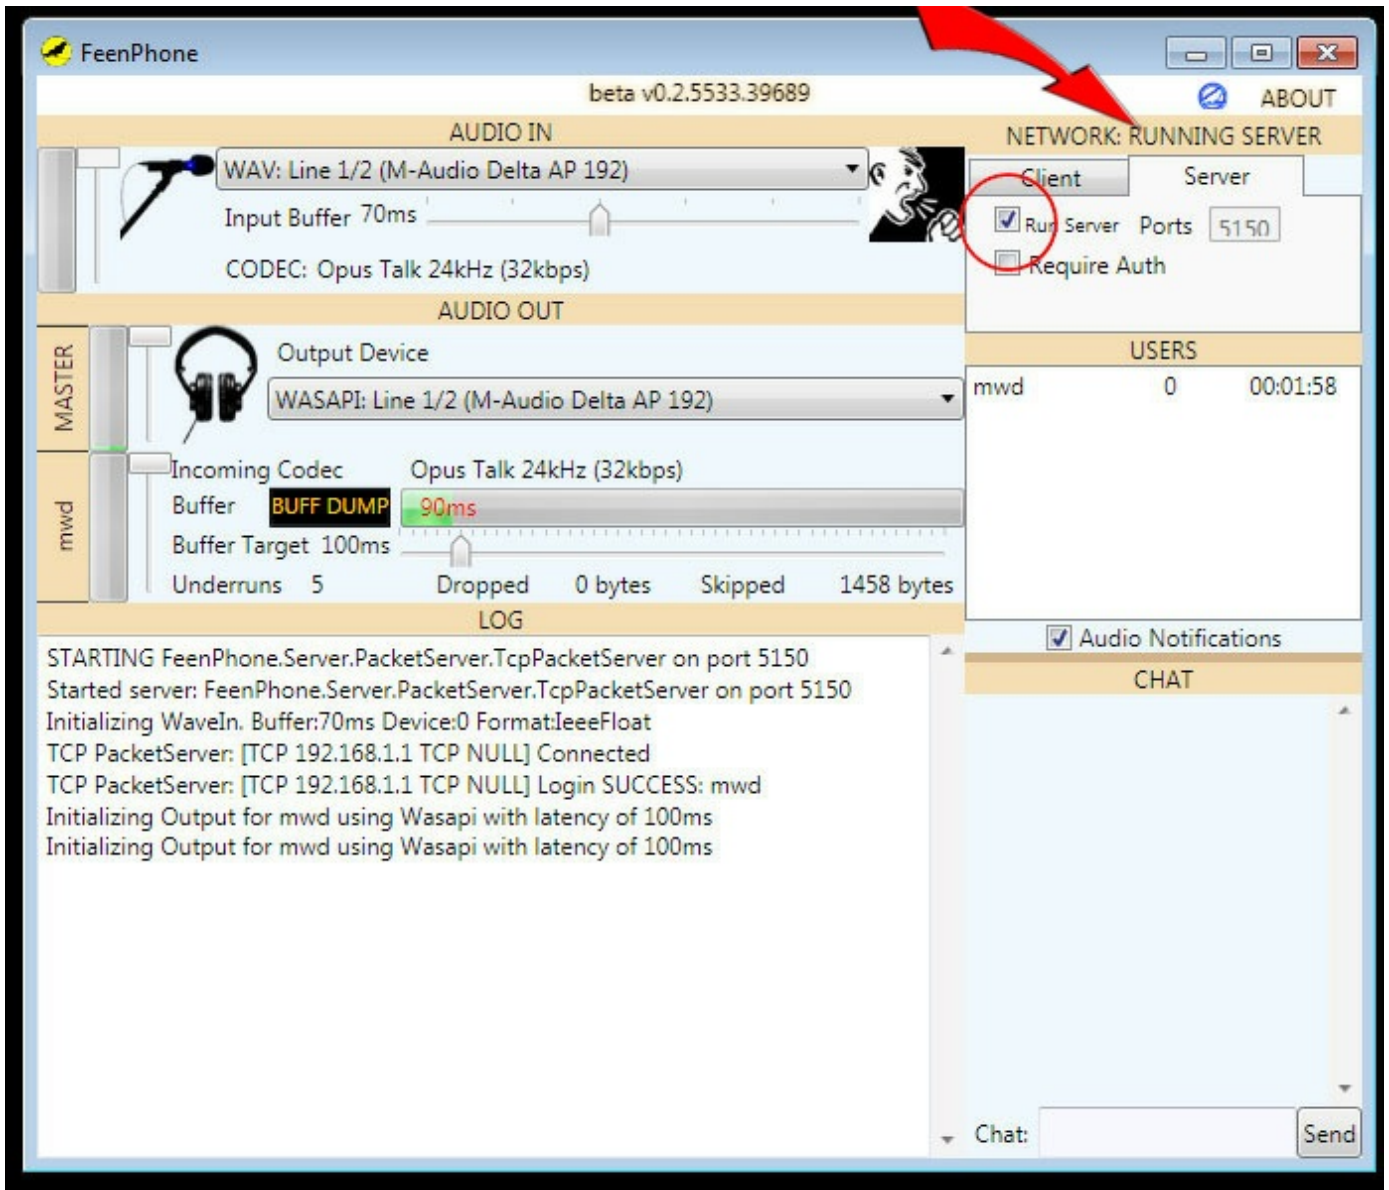 FeenPhone
beta v0.2.5533.39689
ABOUT
AUDIO IN
WAV: Line 1/2 (M-Audio Delta AP 192)
Input Buffer 70ms
CODEC: Opus Talk 24kHz (32kbps)
AUDIO OUT
MASTER
Output Device
WASAPI: Line 1/2 (M-Audio Delta AP 192)
mwd
Incoming Codec Opus Talk 24kHz (32kbps)
Buffer BUFF DUMP 90ms
Buffer Target 100ms
Underruns 5 Dropped 0 bytes Skipped 1458 bytes
LOG
STARTING FeenPhone.Server.PacketServer.TcpPacketServer on port 5150
Started server: FeenPhone.Server.PacketServer.TcpPacketServer on port 5150
Initializing WaveIn. Buffer:70ms Device:0 Format:IeeeFloat
TCP PacketServer: [TCP 192.168.1.1 TCP NULL] Connected
TCP PacketServer: [TCP 192.168.1.1 TCP NULL] Login SUCCESS: mwd
Initializing Output for mwd using Wasapi with latency of 100ms
Initializing Output for mwd using Wasapi with latency of 100ms
NETWORK: RUNNING SERVER
Client Server
Run Server Ports 5150
Require Auth
USERS
mwd 0 00:01:58
Audio Notifications
CHAT
Chat: Send